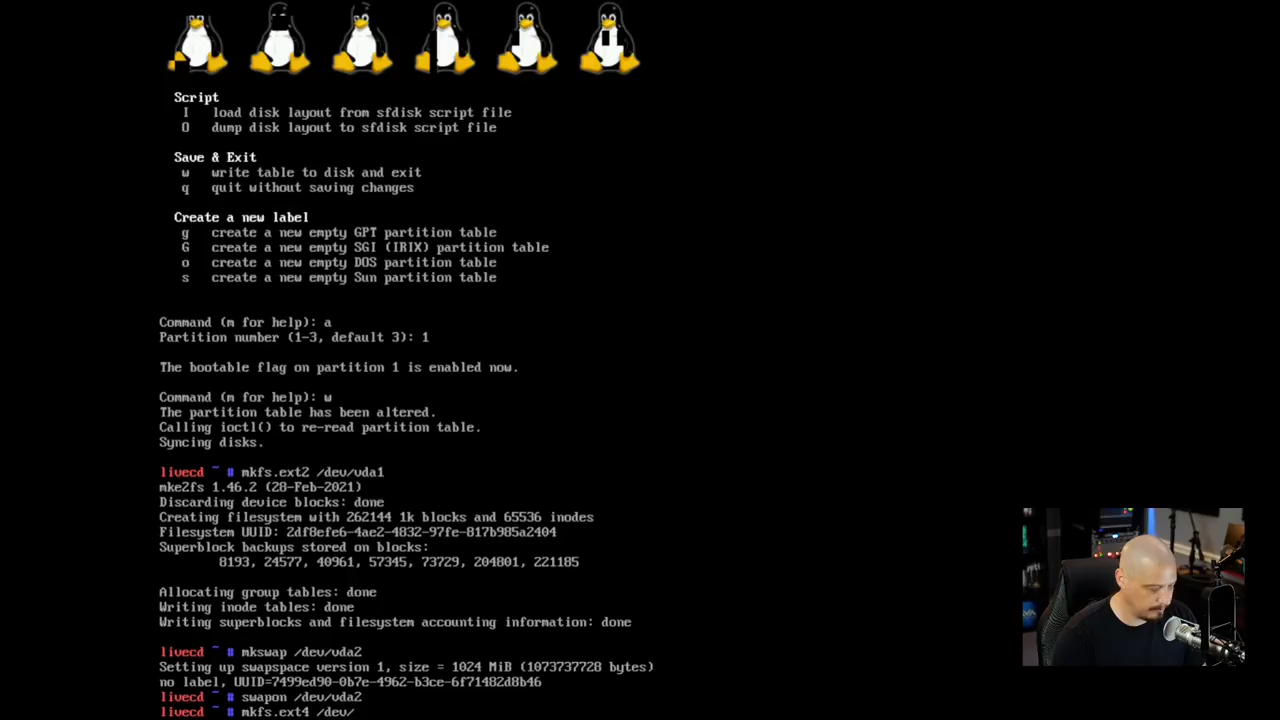 Script
I load disk layout from sfdisk script file
O dump disk layout to sfdisk script file
Save & Exit
w write table to disk and exit
q quit without saving changes
Create a new label
g create a new empty GPT partition table
G create a new empty SGI (IRIX) partition table
o create a new empty DOS partition table
s create a new empty Sun partition table
Command (m for help): a
Partition number (1-3, default 3): 1
The bootable flag on partition 1 is enabled now.
Command (m for help): w
The partition table has been altered.
Calling ioctl() to re-read partition table.
Syncing disks.
livecd ~ # mkfs.ext2 /dev/vda1
mke2fs 1.46.2 (28-Feb-2021)
Discarding device blocks: done
Creating filesystem with 262144 1k blocks and 65536 inodes
Filesystem UUID: 2df8efe6-4ae2-4832-97fe-817b985a2404
Superblock backups stored on blocks:
8193, 24577, 40961, 57345, 73729, 204801, 221185
Allocating group tables: done
Writing inode tables: done
Writing superblocks and filesystem accounting information: done
livecd ~ # mkswap /dev/vda2
Setting up swapspace version 1, size = 1024 MiB (1073737728 bytes)
no label, UUID=7499ed90-0b7e-4962-b3ce-6f71482d8b46
livecd ~ # swapon /dev/vda2
livecd ~ # mkfs.ext4 /dev/